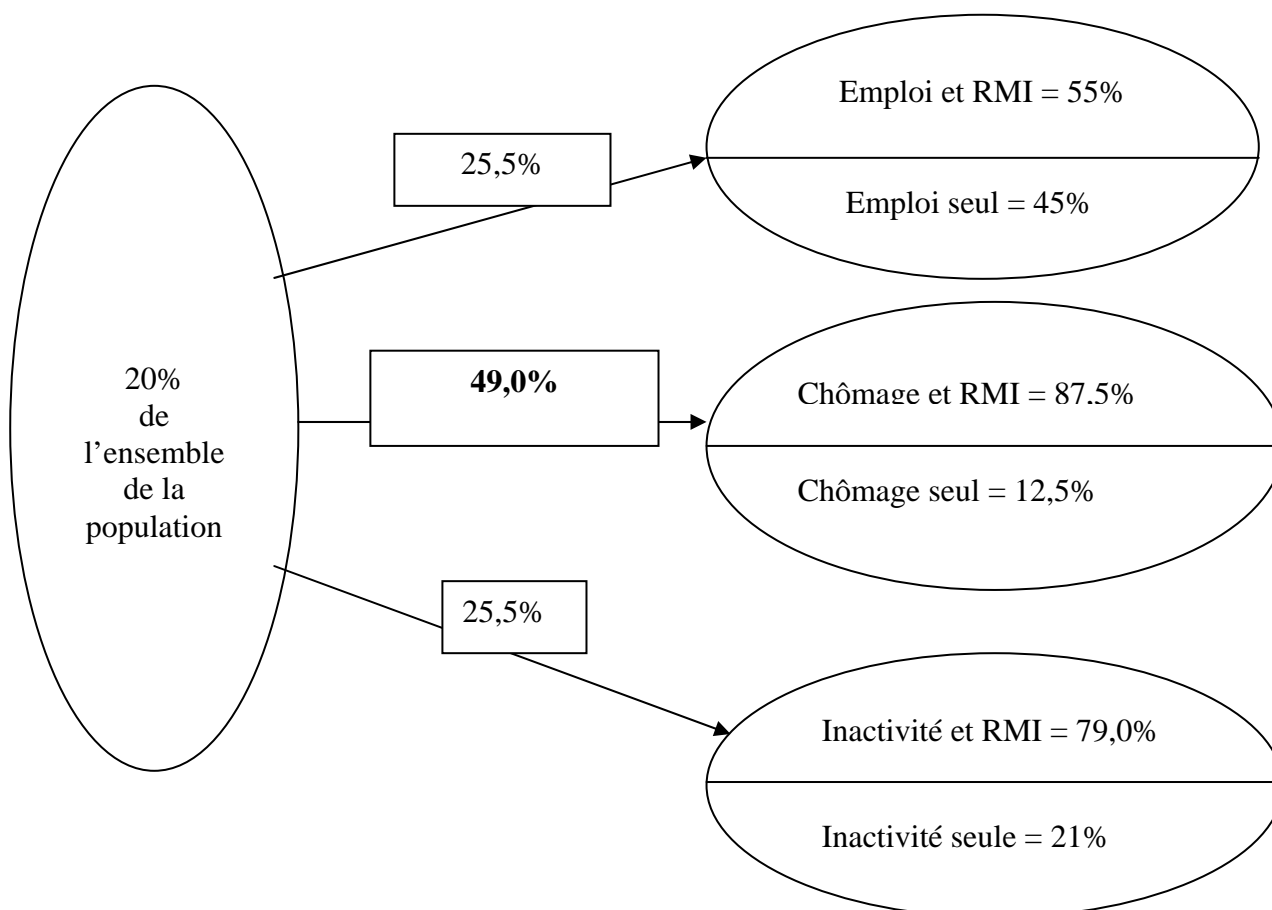 Emploi et RMI = 55%
25,5%
Emploi seul = 45%
20%
de
l’ensemble
de la
population
49,0%
Chômage et RMI = 87,5%
Chômage seul = 12,5%
25,5%
Inactivité et RMI = 79,0%
Inactivité seule = 21%